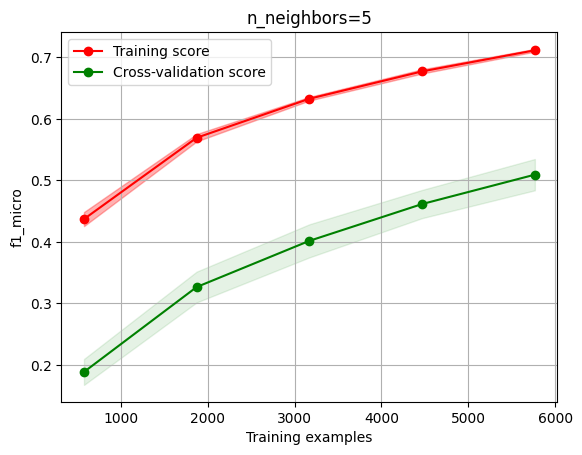 n_neighbors=5
Training score
Cross-validation score
f1_micro
0.7
0.6
0.5
0.4
0.3
0.2
1000
2000
3000
4000
5000
6000
Training examples